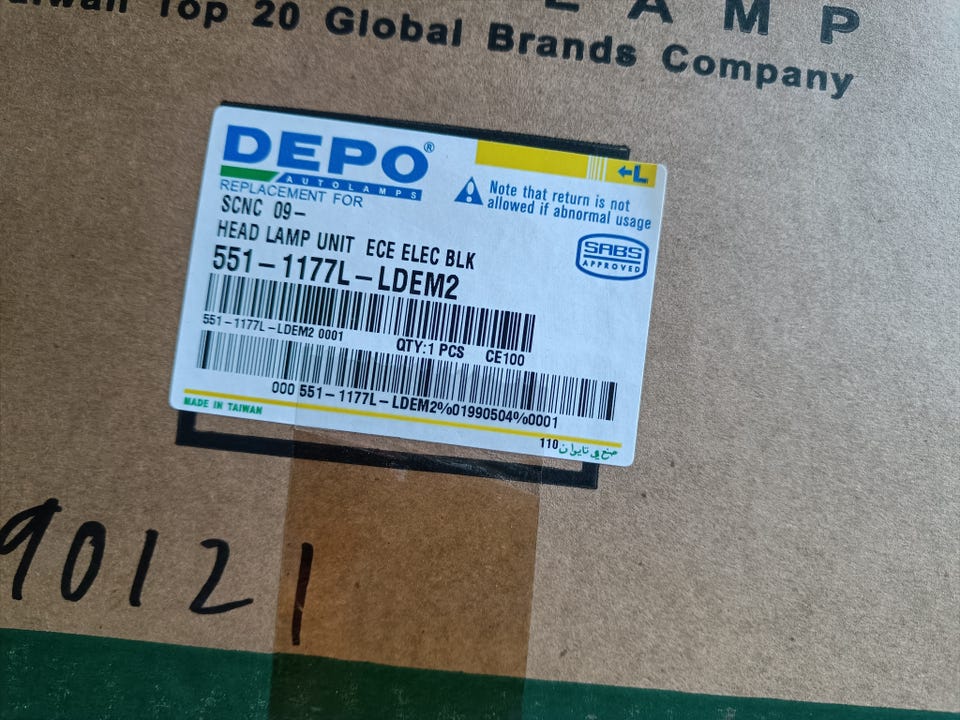 L A M P
Top 20 Global Brands Company
DEPO®
AUTOLAMPS
REPLACEMENT FOR
←L
Note that return is not
allowed if abnormal usage
SCNC 09-
HEAD LAMP UNIT ECE ELEC BLK
551-1177L-LDEM2
SABS
APPROVED
551-1177L-LDEM2 0001
QTY:1 PCS CE100
000 551-1177L-LDEM2%01990504%0001
MADE IN TAIWAN
110 صنع في تايوان
90121